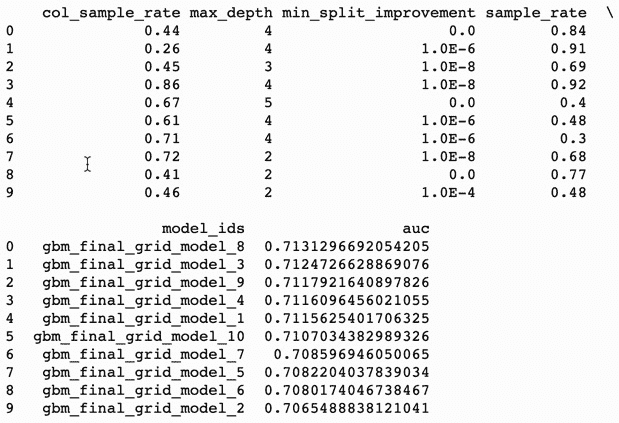 col_sample_rate max_depth min_split_improvement sample_rate \
0 0.44 4 0.0 0.84
1 0.26 4 1.0E-6 0.91
2 0.45 3 1.0E-8 0.69
3 0.86 4 1.0E-8 0.92
4 0.67 5 0.0 0.4
5 0.61 4 1.0E-6 0.48
6 0.71 4 1.0E-6 0.3
7 0.72 2 1.0E-8 0.68
8 0.41 2 0.0 0.77
9 0.46 2 1.0E-4 0.48
model_ids auc
0 gbm_final_grid_model_8 0.7131296692054205
1 gbm_final_grid_model_3 0.7124726628869076
2 gbm_final_grid_model_9 0.7117921640897826
3 gbm_final_grid_model_4 0.7116096456021055
4 gbm_final_grid_model_1 0.7115625401706325
5 gbm_final_grid_model_10 0.7107034382989326
6 gbm_final_grid_model_7 0.708596946050065
7 gbm_final_grid_model_5 0.7082204037839034
8 gbm_final_grid_model_6 0.7080174046738467
9 gbm_final_grid_model_2 0.7065488838121041